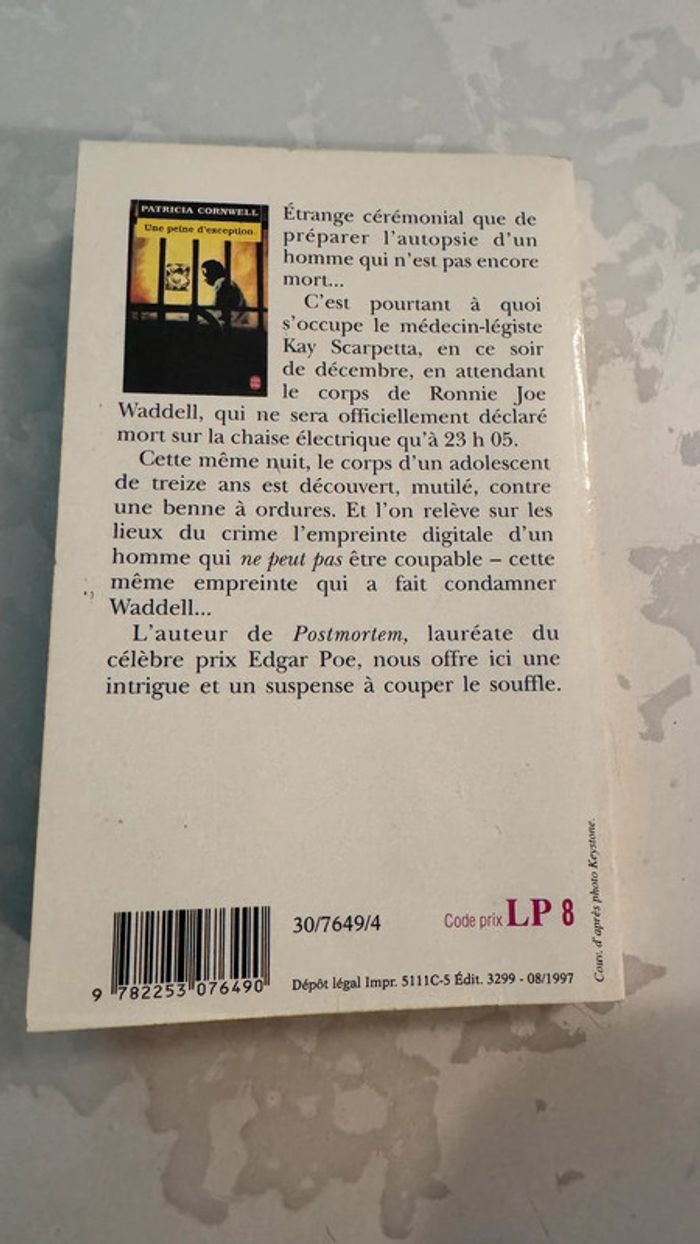 PATRICIA CORNWELL
Une peine d'exception
Étrange cérémonial que de
préparer l'autopsie d'un
homme qui n'est pas encore
mort...
C'est pourtant à quoi
s'occupe le médecin-légiste
Kay Scarpetta, en ce soir
de décembre, en attendant
le corps de Ronnie Joe
Waddell, qui ne sera officiellement déclaré
mort sur la chaise électrique qu'à 23 h 05.
Cette même nuit, le corps d'un adolescent
de treize ans est découvert, mutilé, contre
une benne à ordures. Et l'on relève sur les
lieux du crime l'empreinte digitale d'un
homme qui ne peut pas être coupable – cette
même empreinte qui a fait condamner
Waddell...
L'auteur de Postmortem, lauréate du
célèbre prix Edgar Poe, nous offre ici une
intrigue et un suspense à couper le souffle.
30/7649/4
Code prix LP 8
9 782253 076490
Dépôt légal Impr. 5111C-5 Édit. 3299 - 08/1997
Couv. d'après photo Keystone.